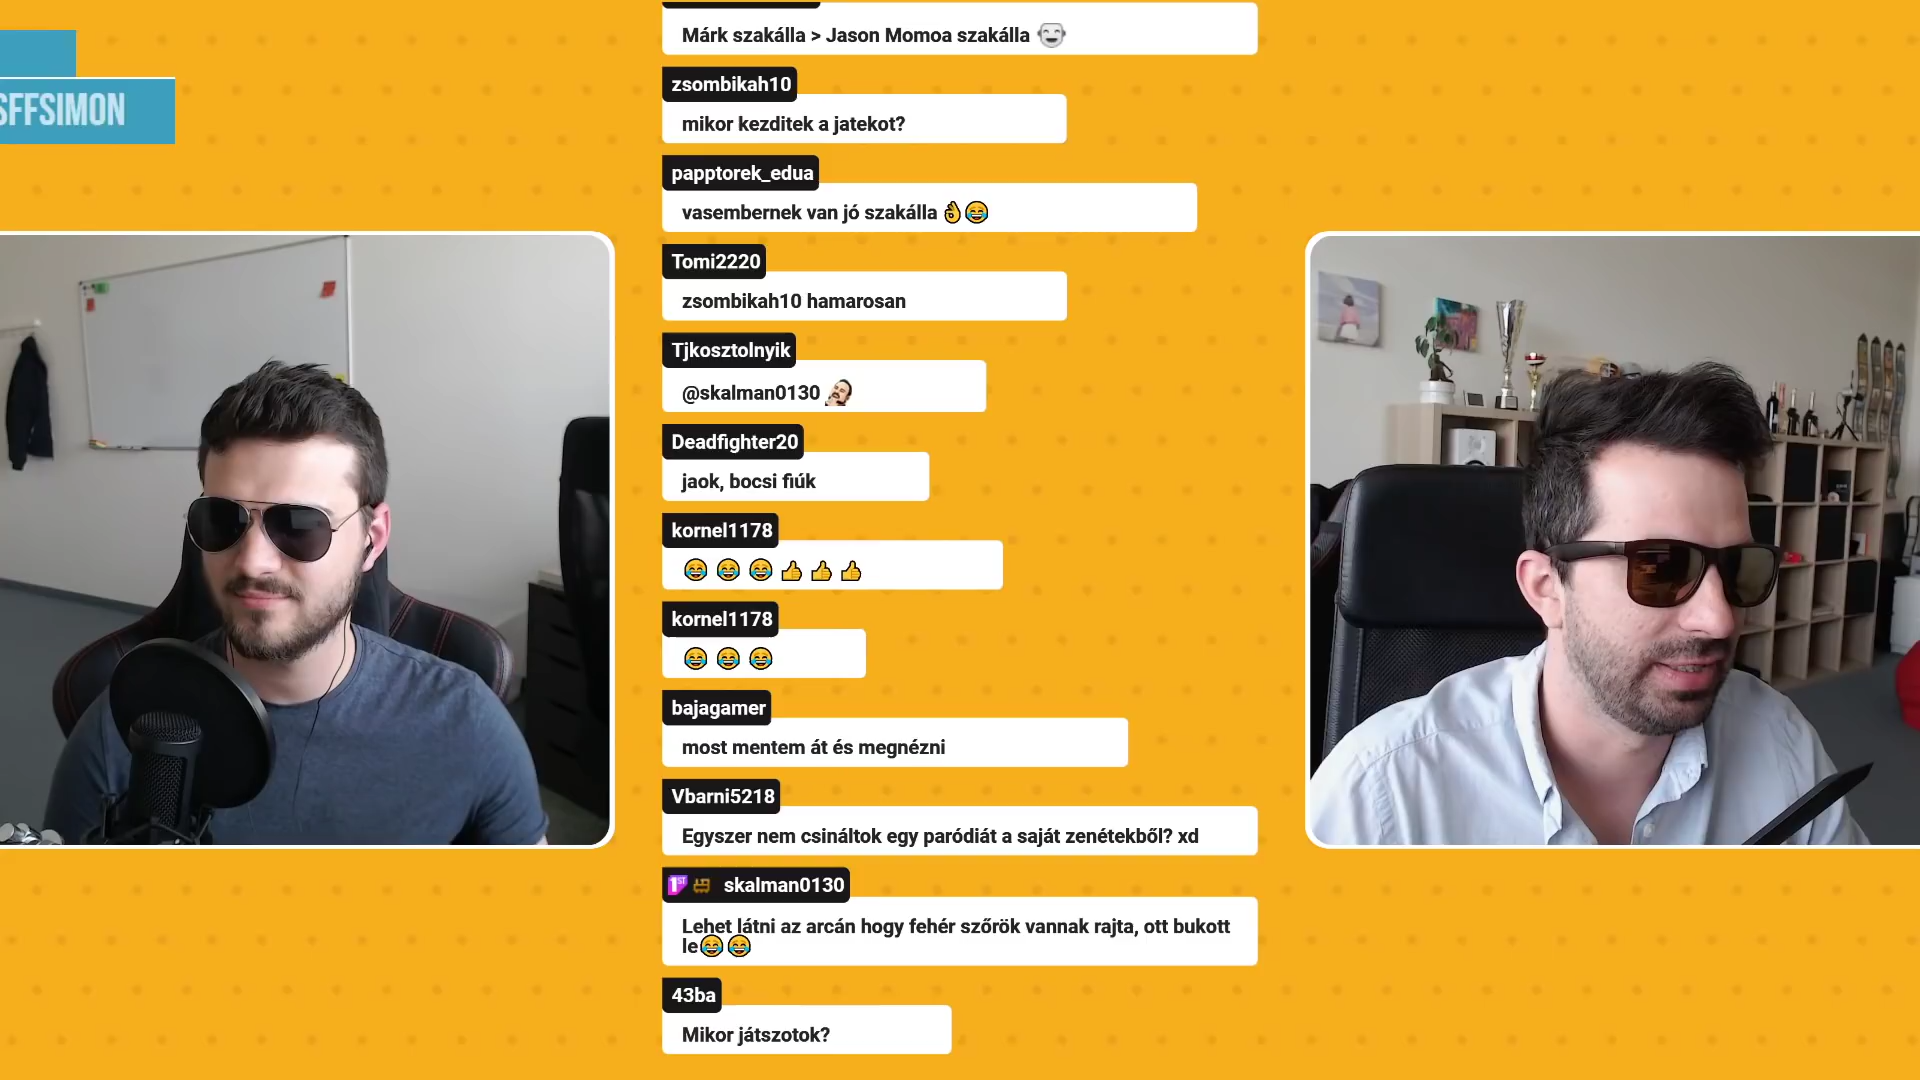 SFFSIMON
Márk szakálla > Jason Momoa szakálla
zsombikah10
mikor kezditek a jatekot?
papptorek_edua
vasembernek van jó szakálla👌😂
Tomi2220
zsombikah10 hamarosan
Tjkosztolnyik
@skalman0130
Deadfighter20
jaok, bocsi fiúk
kornel1178
😂 😂 😂 👍 👍 👍
kornel1178
😂 😂 😂
bajagamer
most mentem át és megnézni
Vbarni5218
Egyszer nem csináltok egy paródiát a saját zenétekből? xd
1ST skalman0130
Lehet látni az arcán hogy fehér szőrök vannak rajta, ott bukott
le😂😂
43ba
Mikor játszotok?